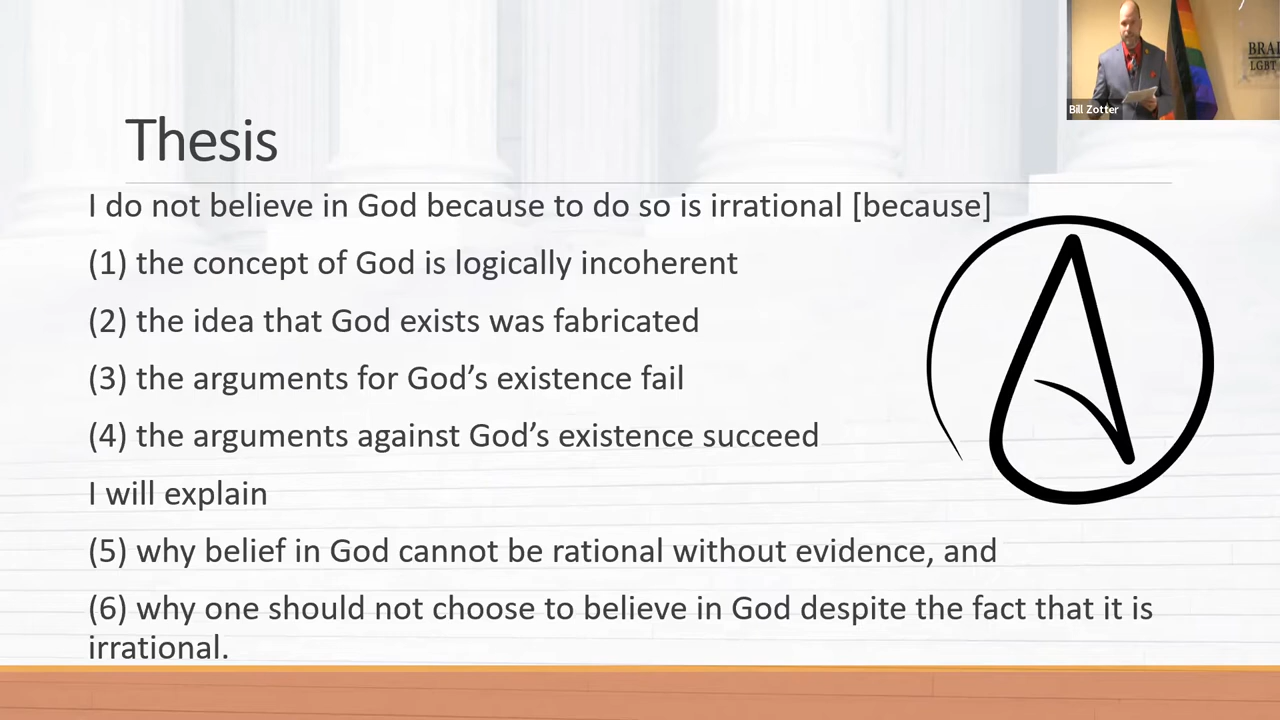 BRA
LGBT
Bill Zotter
Thesis
I do not believe in God because to do so is irrational [because]
(1) the concept of God is logically incoherent
(2) the idea that God exists was fabricated
(3) the arguments for God’s existence fail
(4) the arguments against God’s existence succeed
I will explain
(5) why belief in God cannot be rational without evidence, and
(6) why one should not choose to believe in God despite the fact that it is
irrational.